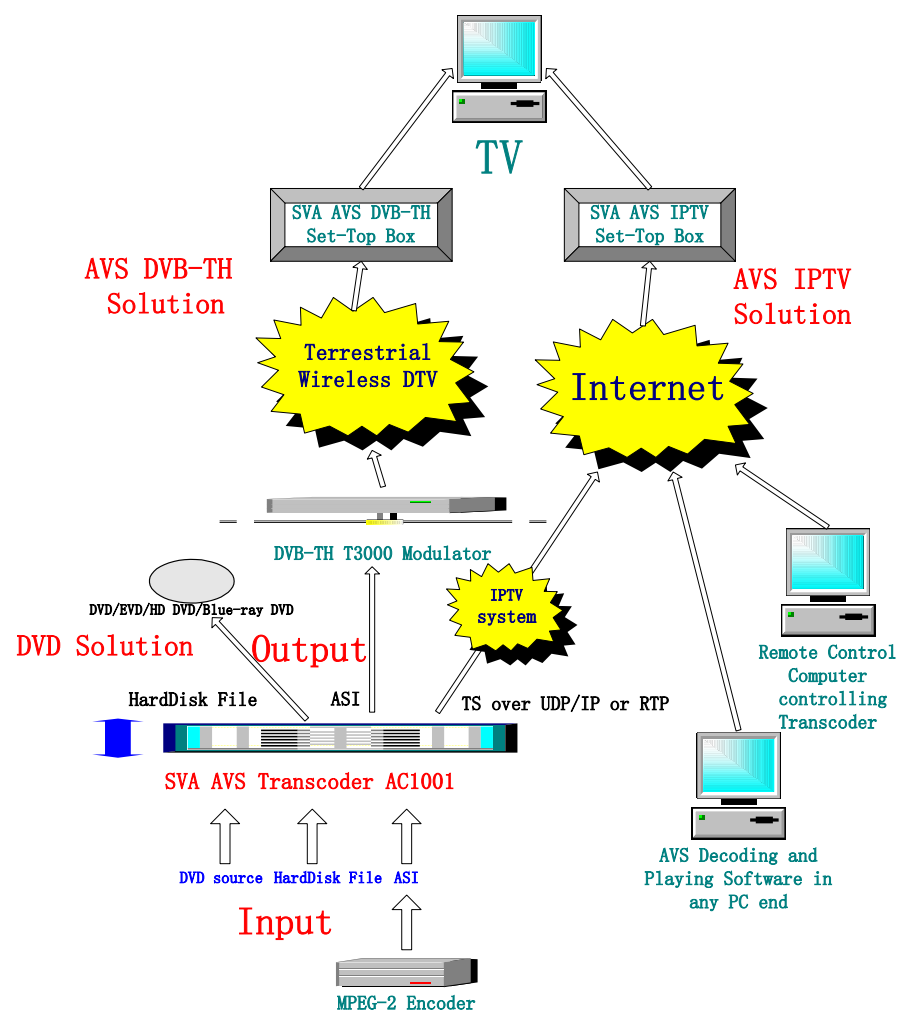 TV
SVA AVS DVB-TH
Set-Top Box
SVA AVS IPTV
Set-Top Box
AVS DVB-TH
Solution
AVS IPTV
Solution
Terrestrial
Wireless DTV
Internet
DVB-TH T3000 Modulator
DVD/EVD/HD DVD/Blue-ray DVD
IPTV
system
DVD Solution
Output
Remote Control
Computer
controlling
Transcoder
HardDisk File
ASI
TS over UDP/IP or RTP
SVA AVS Transcoder AC1001
AVS Decoding and
Playing Software in
any PC end
DVD source
HardDisk File
ASI
Input
MPEG-2 Encoder